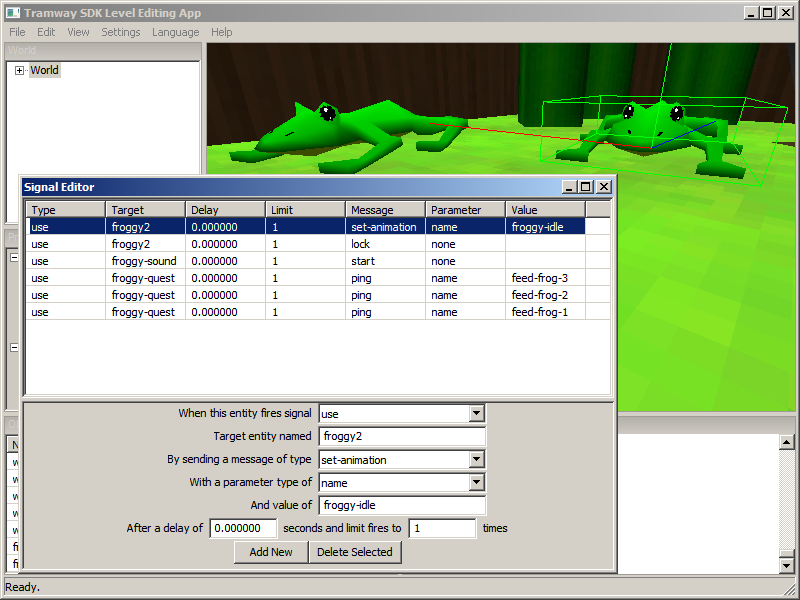 Tramway SDK Level Editing App
File Edit View Settings Language Help
World
World
Signal Editor
Type Target Delay Limit Message Parameter Value
use froggy2 0.000000 1 set-animation name froggy-idle
use froggy2 0.000000 1 lock none
use froggy-sound 0.000000 1 start none
use froggy-quest 0.000000 1 ping name feed-frog-3
use froggy-quest 0.000000 1 ping name feed-frog-2
use froggy-quest 0.000000 1 ping name feed-frog-1
When this entity fires signal use
Target entity named froggy2
By sending a message of type set-animation
With a parameter type of name
And value of froggy-idle
After a delay of 0.000000 seconds and limit fires to 1 times
Add New Delete Selected
Ready.